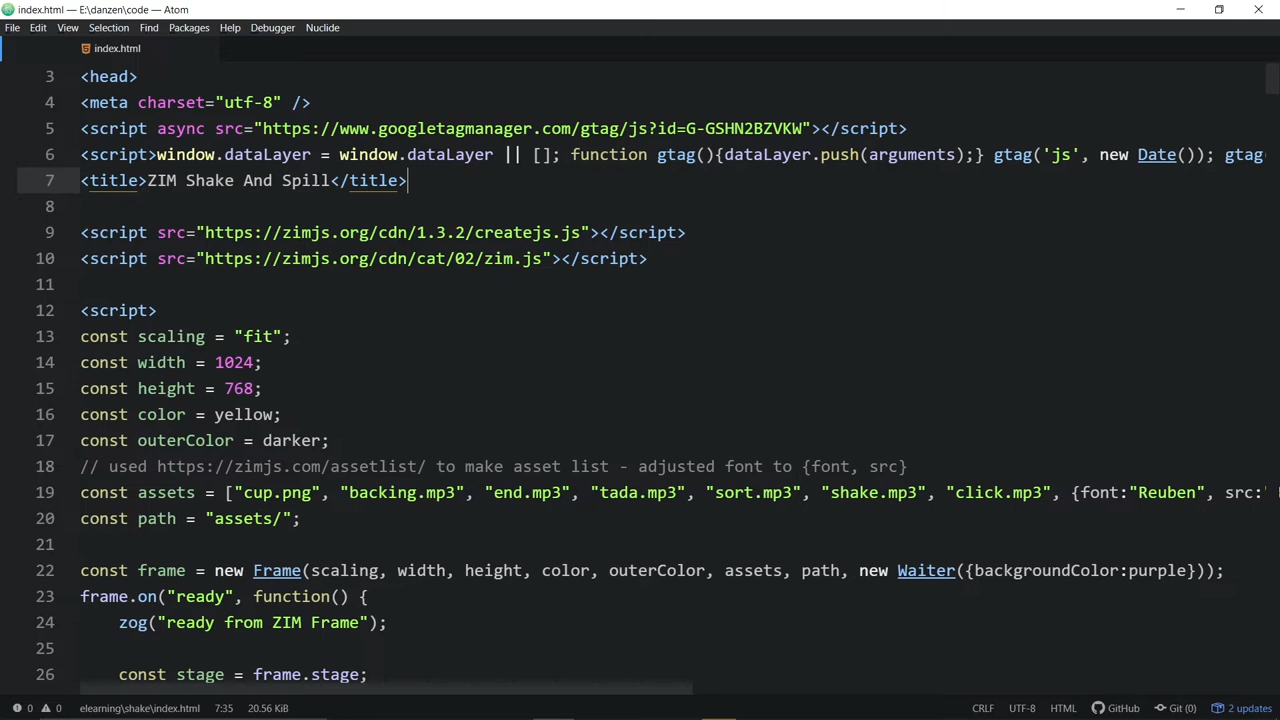 index.html — E:\danzen\code — Atom
File Edit View Selection Find Packages Help Debugger Nuclide
index.html
3 <head>
4 <meta charset="utf-8" />
5 <script async src="https://www.googletagmanager.com/gtag/js?id=G-GSHN2BZVKW"></script>
6 <script>window.dataLayer = window.dataLayer || []; function gtag(){dataLayer.push(arguments);} gtag('js', new Date()); gtag
7 <title>ZIM Shake And Spill</title>
8
9 <script src="https://zimjs.org/cdn/1.3.2/createjs.js"></script>
10 <script src="https://zimjs.org/cdn/cat/02/zim.js"></script>
11
12 <script>
13 const scaling = "fit";
14 const width = 1024;
15 const height = 768;
16 const color = yellow;
17 const outerColor = darker;
18 // used https://zimjs.com/assetlist/ to make asset list - adjusted font to {font, src}
19 const assets = ["cup.png", "backing.mp3", "end.mp3", "tada.mp3", "sort.mp3", "shake.mp3", "click.mp3", {font:"Reuben", src:"
20 const path = "assets/";
21
22 const frame = new Frame(scaling, width, height, color, outerColor, assets, path, new Waiter({backgroundColor:purple}));
23 frame.on("ready", function() {
24 zog("ready from ZIM Frame");
25
26 const stage = frame.stage;
0 0 elearning\shake\index.html 7:35 20.56 KiB CRLF UTF-8 HTML GitHub Git (0) 2 updates